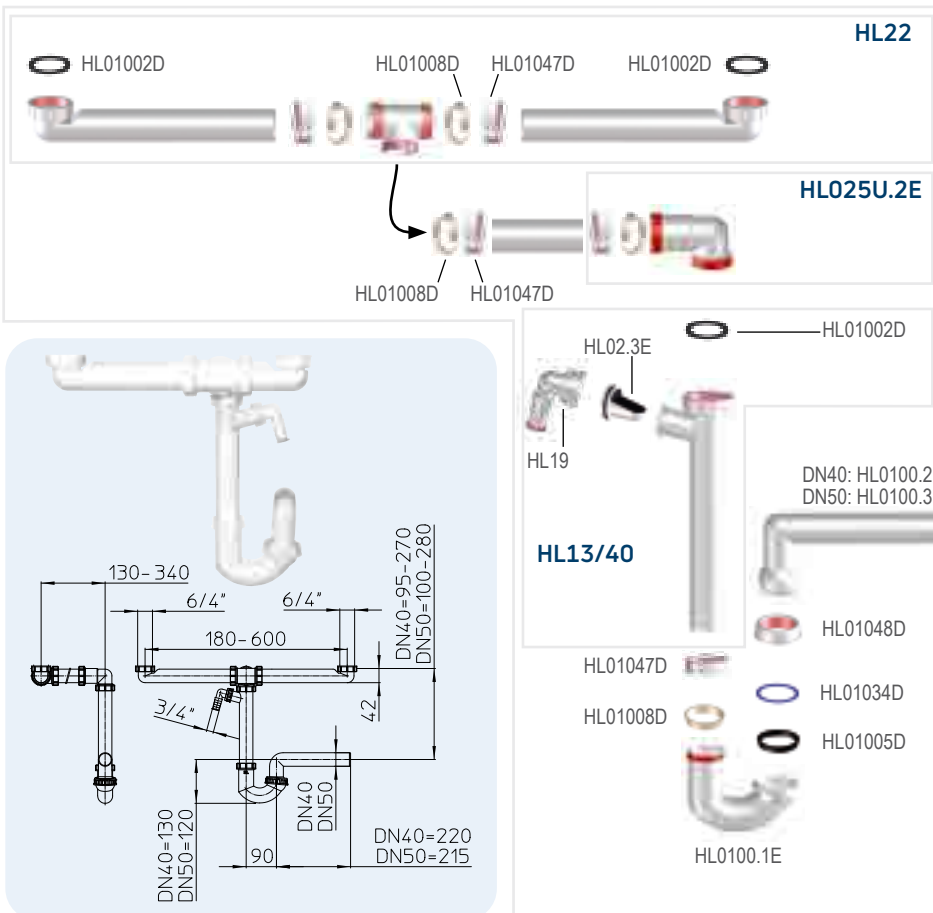 HL22
HL01002D
HL01008D
HL01047D
HL01002D
HL025U.2E
HL01008D
HL01047D
HL01002D
HL02.3E
HL19
DN40: HL0100.2
DN50: HL0100.3
HL13/40
HL01048D
HL01047D
HL01034D
HL01008D
HL01005D
HL0100.1E
130-340
6/4"
6/4"
180-600
DN40=95-270
DN50=100-280
42
3/4"
DN40
DN50
DN40=130
DN50=120
90
DN40=220
DN50=215